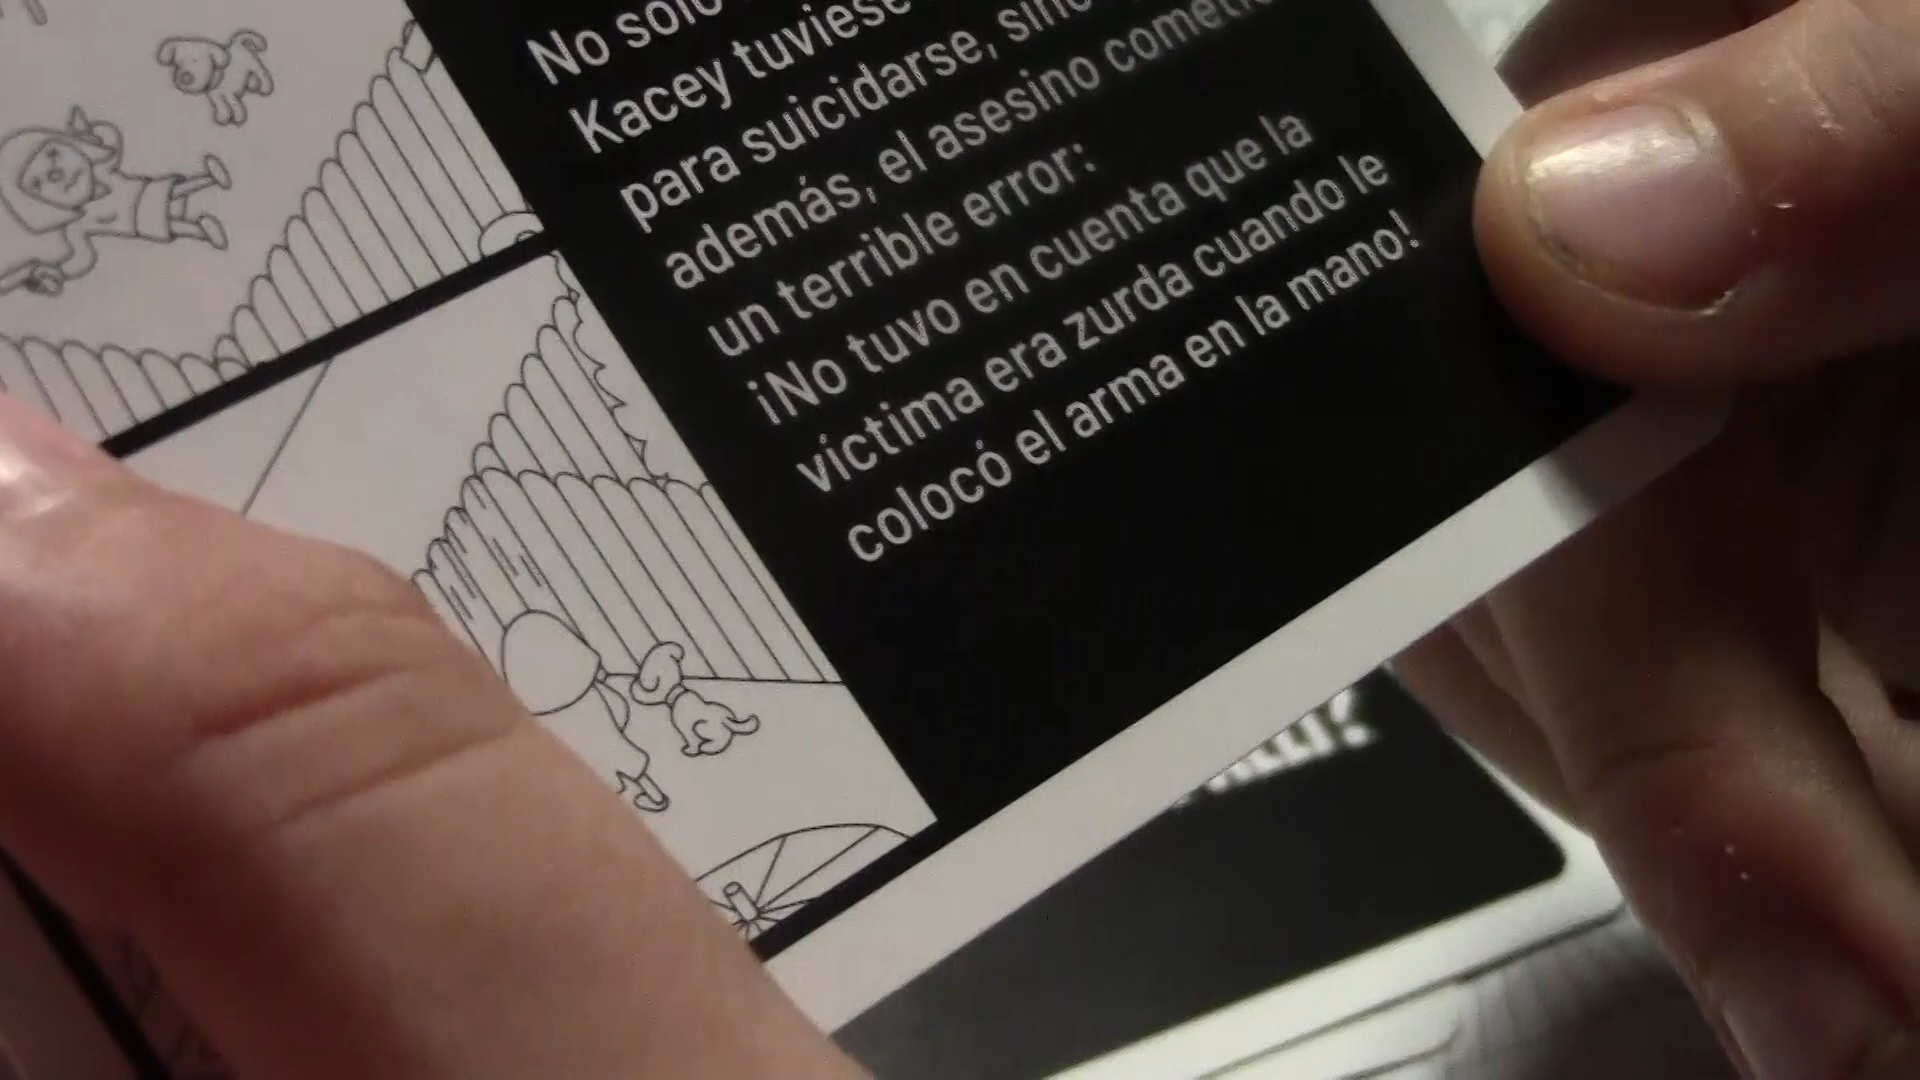 No solo
Kacey tuviese
para suicidarse, sino
además, el asesino cometió
un terrible error:
¡No tuvo en cuenta que la
víctima era zurda cuando le
colocó el arma en la mano!